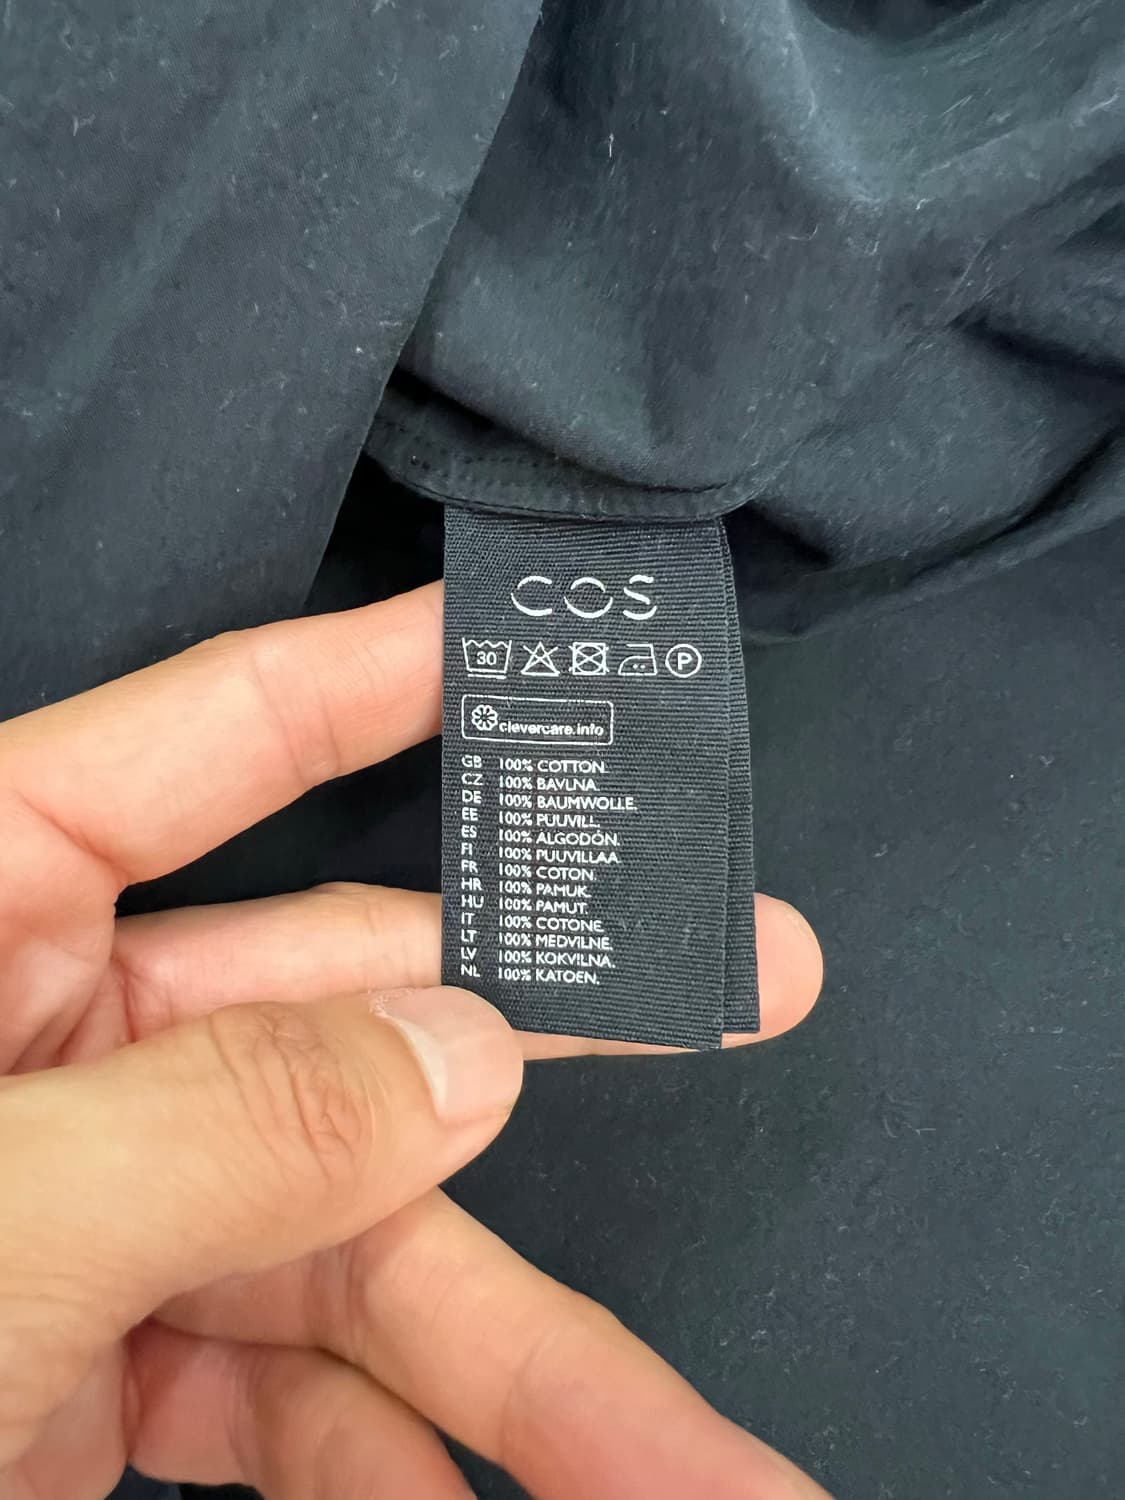 COS
30 P
clevercare.info
GB 100% COTTON.
CZ 100% BAVLNA.
DE 100% BAUMWOLLE.
EE 100% PUUVILL.
ES 100% ALGODÓN.
FI 100% PUUVILLAA
FR 100% COTON.
HR 100% PAMUK.
HU 100% PAMUT.
IT 100% COTONE.
LT 100% MEDVILNE.
LV 100% KOKVILNA.
NL 100% KATOEN.